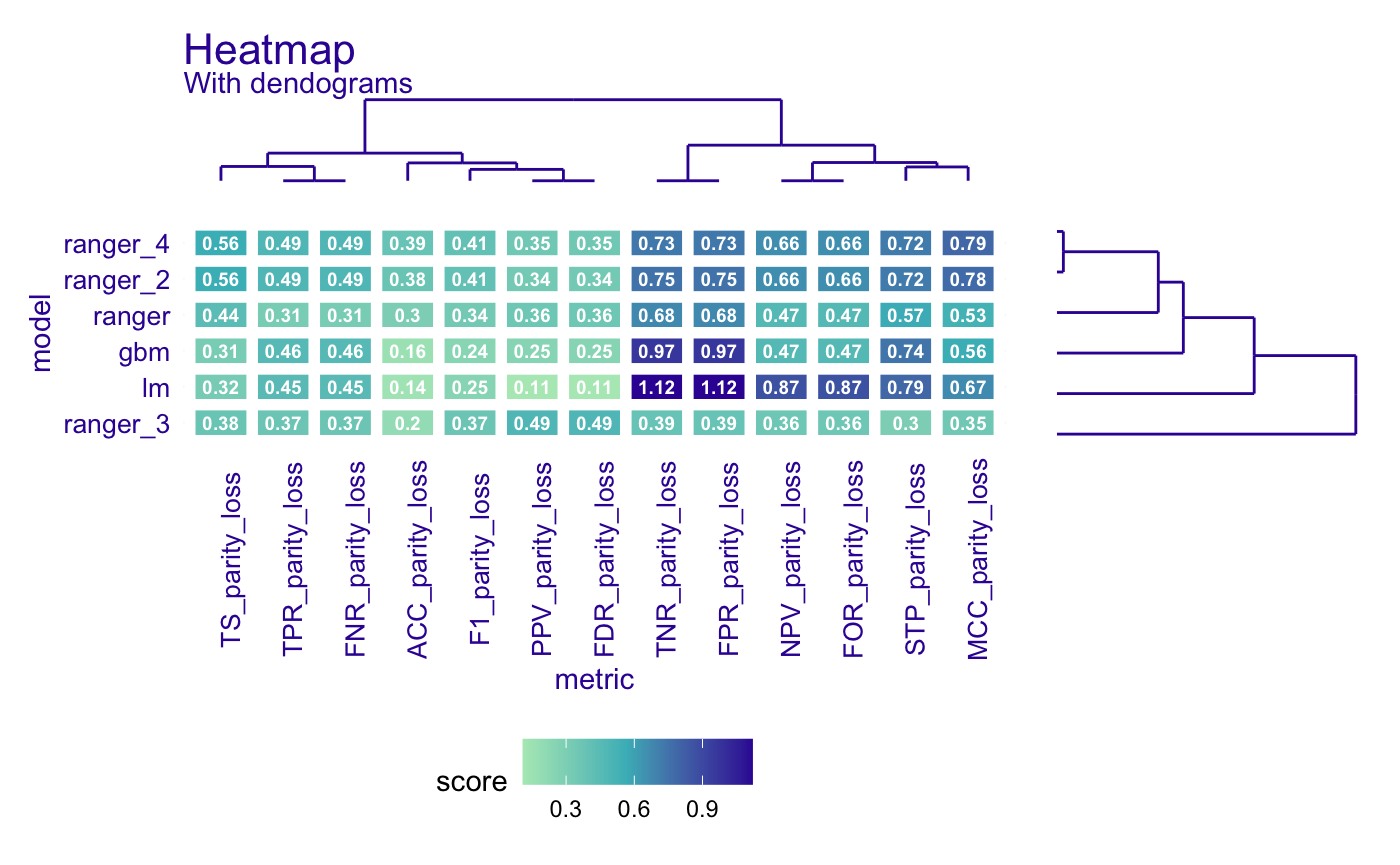 Heatmap
With dendograms
model
ranger_4 0.56 0.49 0.49 0.39 0.41 0.35 0.35 0.73 0.73 0.66 0.66 0.72 0.79
ranger_2 0.56 0.49 0.49 0.38 0.41 0.34 0.34 0.75 0.75 0.66 0.66 0.72 0.78
ranger 0.44 0.31 0.31 0.3 0.34 0.36 0.36 0.68 0.68 0.47 0.47 0.57 0.53
gbm 0.31 0.46 0.46 0.16 0.24 0.25 0.25 0.97 0.97 0.47 0.47 0.74 0.56
lm 0.32 0.45 0.45 0.14 0.25 0.11 0.11 1.12 1.12 0.87 0.87 0.79 0.67
ranger_3 0.38 0.37 0.37 0.2 0.37 0.49 0.49 0.39 0.39 0.36 0.36 0.3 0.35
TS_parity_loss
TPR_parity_loss
FNR_parity_loss
ACC_parity_loss
F1_parity_loss
PPV_parity_loss
FDR_parity_loss
TNR_parity_loss
FPR_parity_loss
NPV_parity_loss
FOR_parity_loss
STP_parity_loss
MCC_parity_loss
metric
score
0.3 0.6 0.9